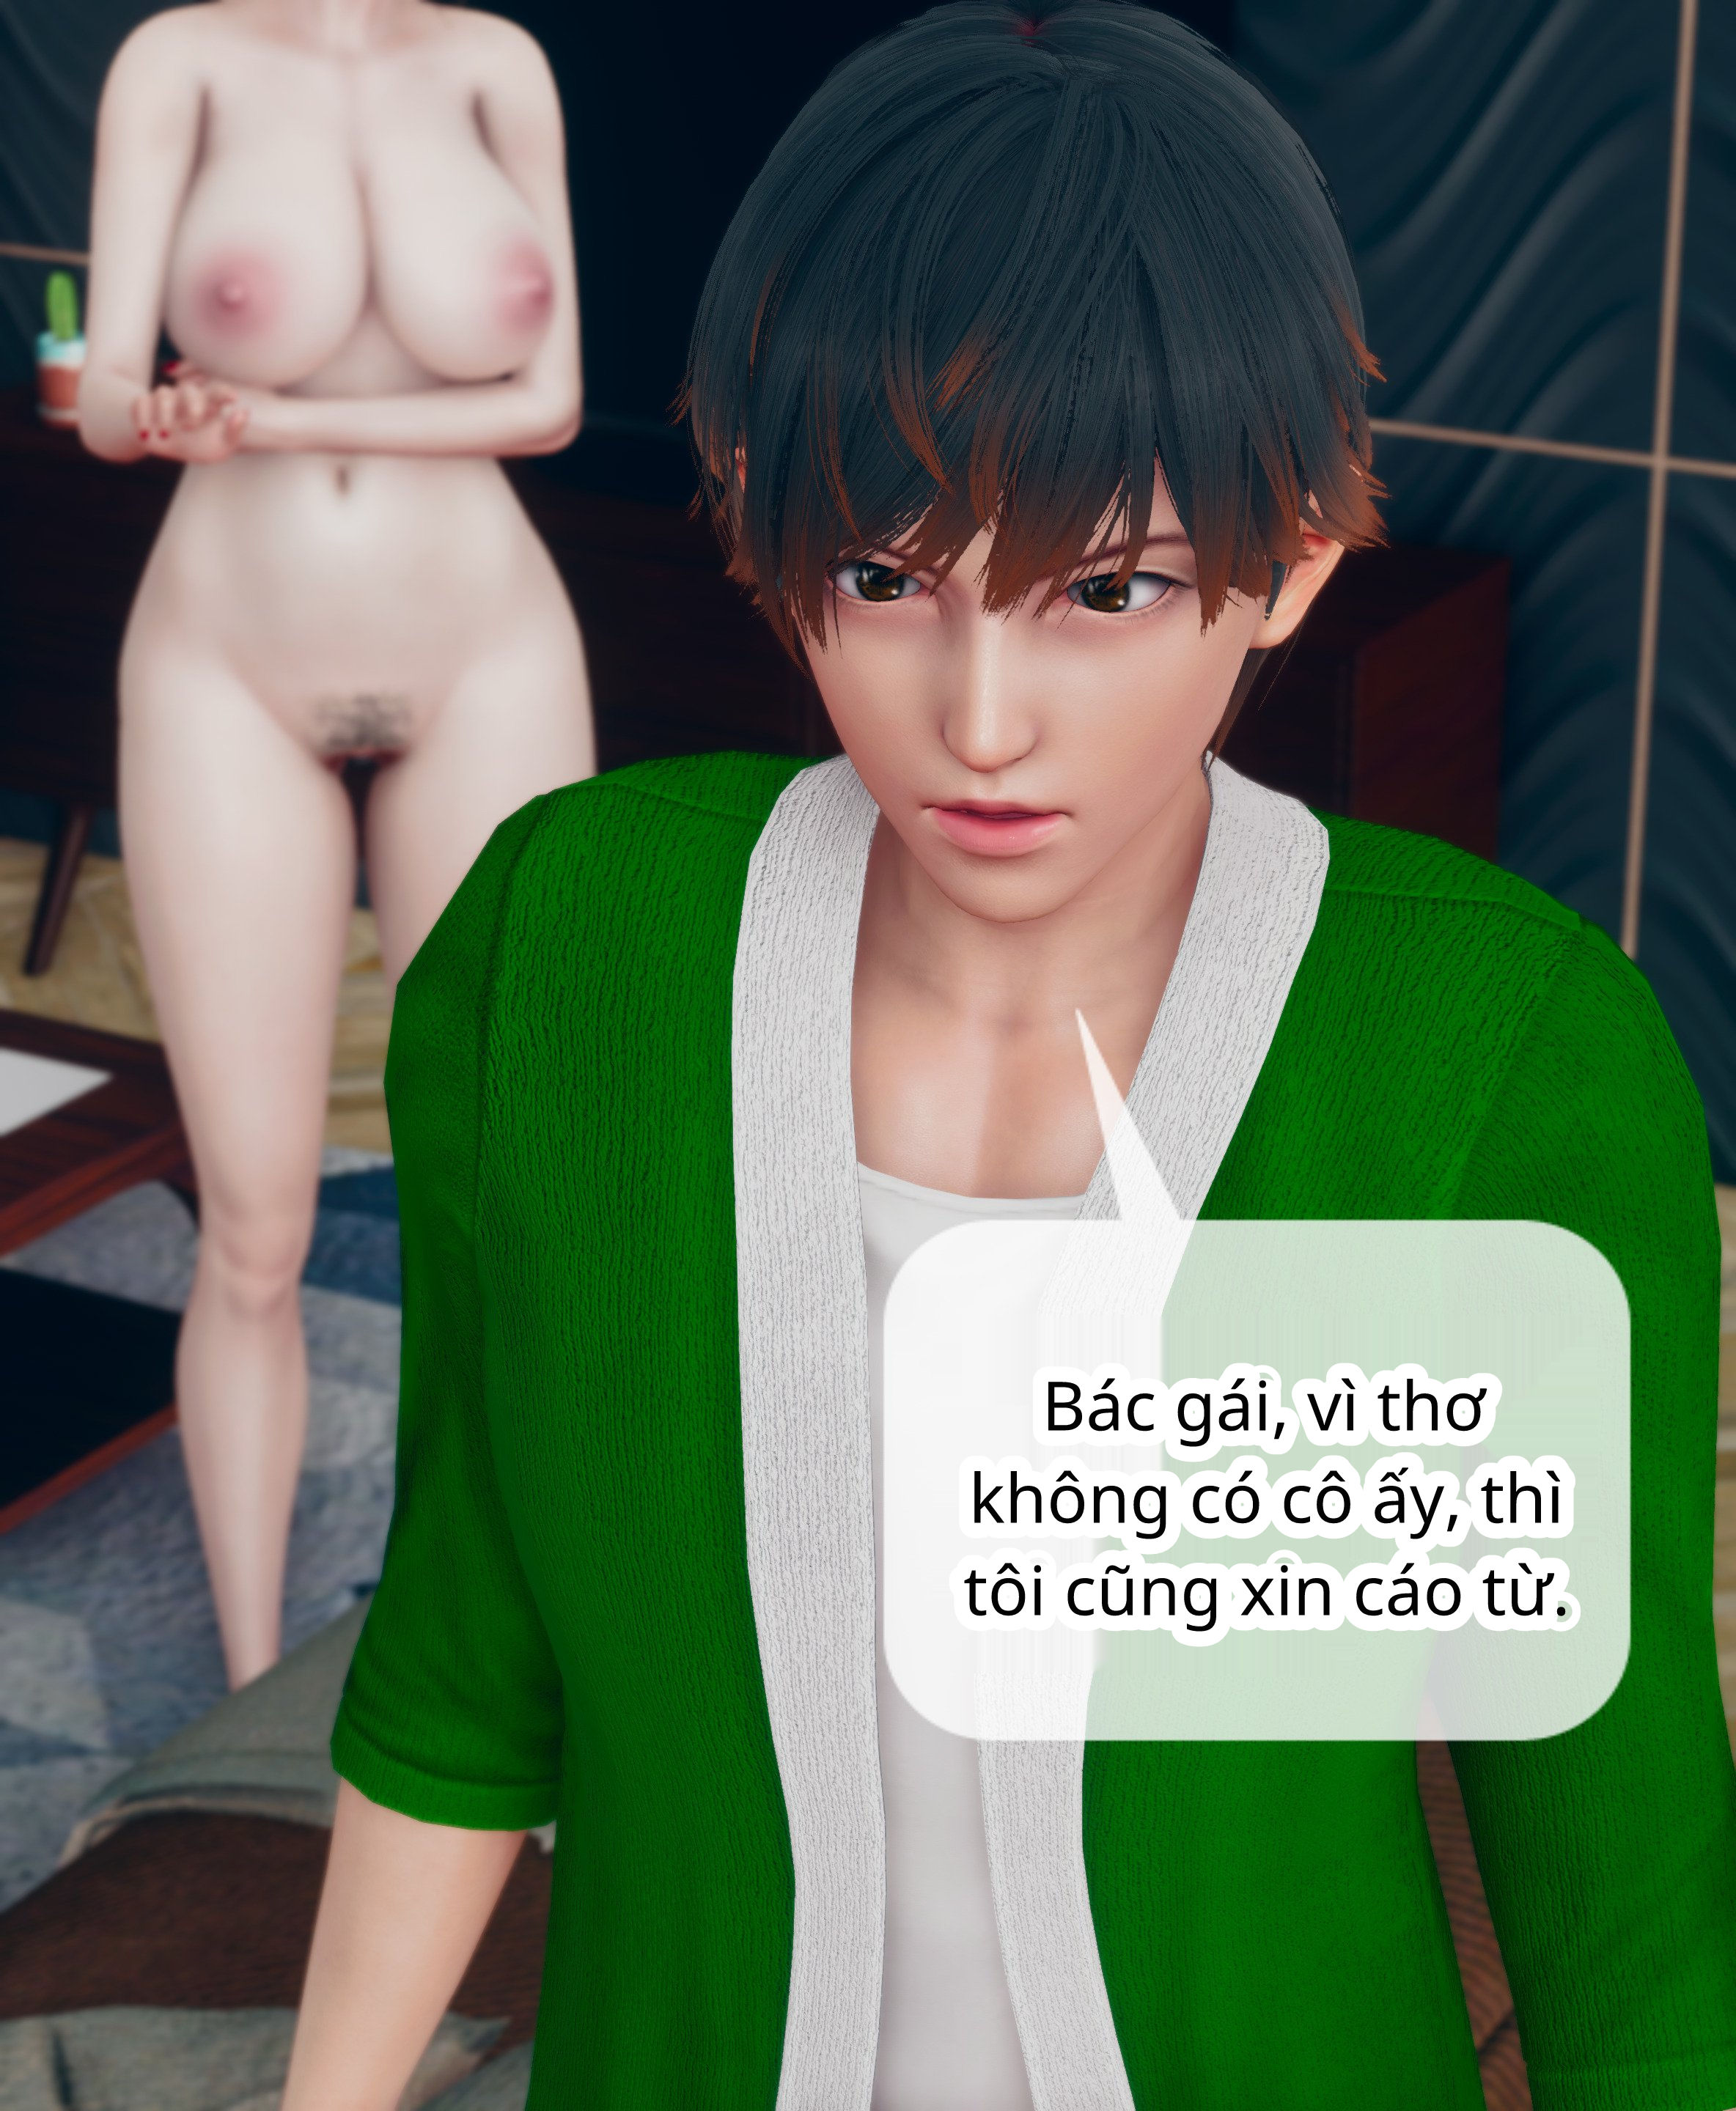 Bác gái, vì thơ
không có cô ấy, thì
tôi cũng xin cáo từ.